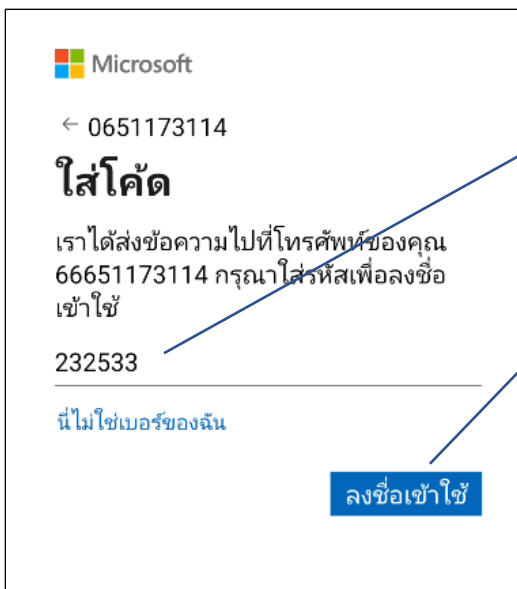 Microsoft
← 0651173114
ใส่โค้ด
เราได้ส่งข้อความไปที่โทรศัพท์ของคุณ
66651173114 กรุณาใส่รหัสเพื่อลงชื่อ
เข้าใช้
232533
นี่ไม่ใช่เบอร์ของฉัน
ลงชื่อเข้าใช้